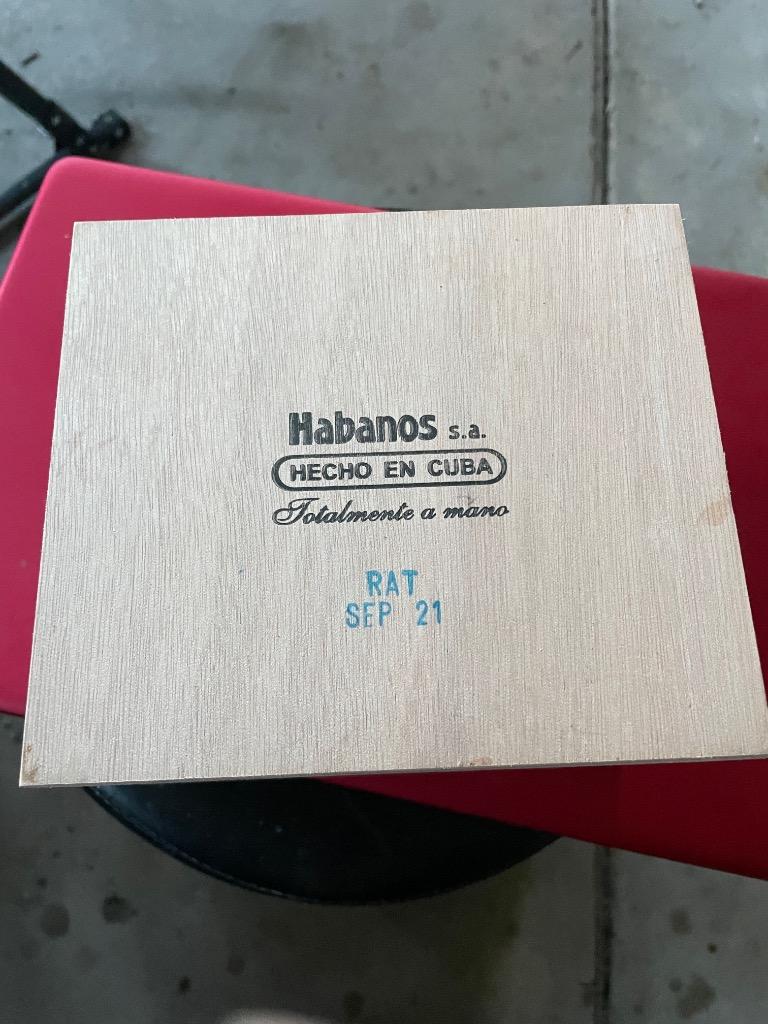 Habanos s.a.
HECHO EN CUBA
Totalmente a mano
RAT
SEP 21